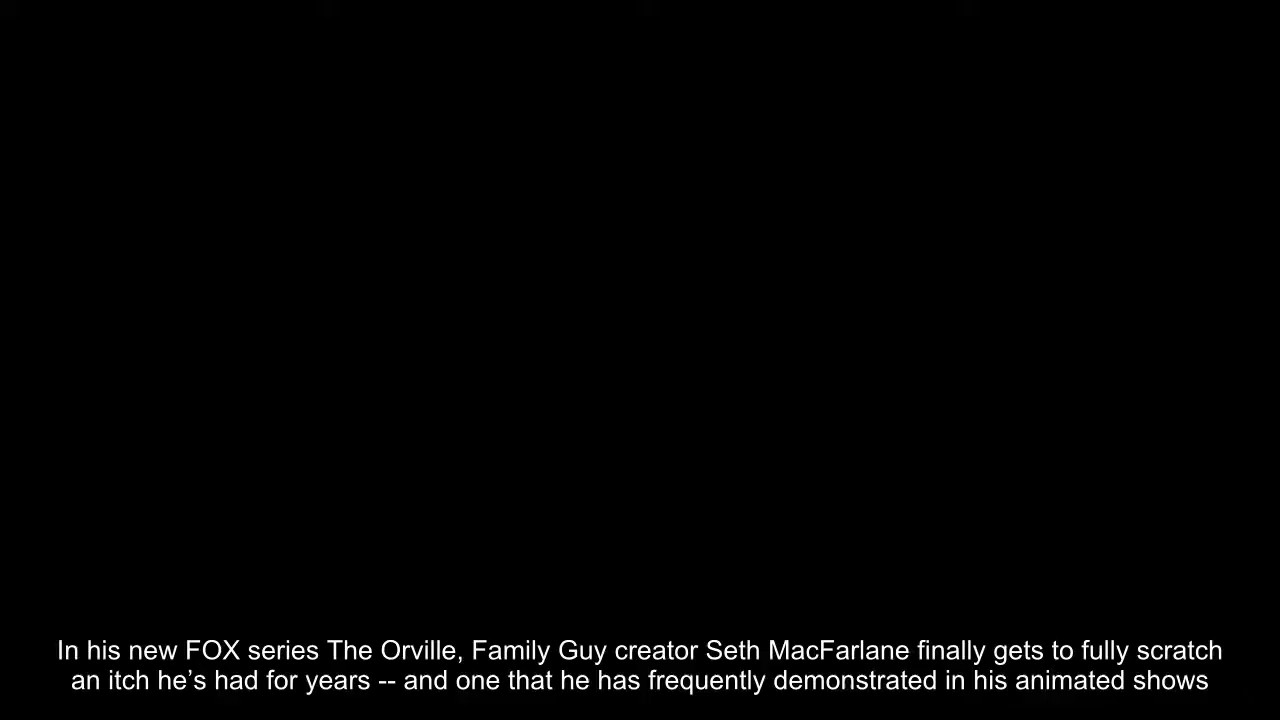 In his new FOX series The Orville, Family Guy creator Seth MacFarlane finally gets to fully scratch
an itch he’s had for years -- and one that he has frequently demonstrated in his animated shows